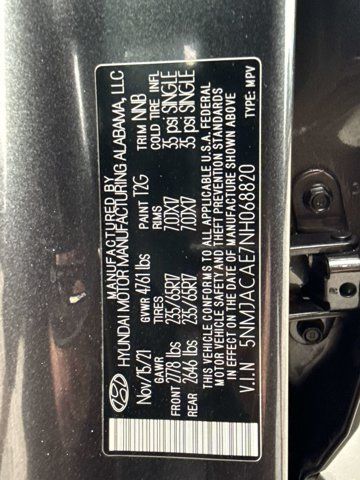 MANUFACTURED BY
HYUNDAI MOTOR MANUFACTURING ALABAMA, LLC
Nov/15/21 GVWR 4761 lbs PAINT T2G TRIM NNB
GAWR TIRES RIMS COLD TIRE INFL
FRONT 2778 lbs 235/65R17 7.0JX17 35 psi SINGLE
REAR 2646 lbs 235/65R17 7.0JX17 35 psi SINGLE
THIS VEHICLE CONFORMS TO ALL APPLICABLE U.S.A. FEDERAL
MOTOR VEHICLE SAFETY AND THEFT PREVENTION STANDARDS
IN EFFECT ON THE DATE OF MANUFACTURE SHOWN ABOVE
V.I.N 5NMJACAE7NH068820 TYPE: MPV